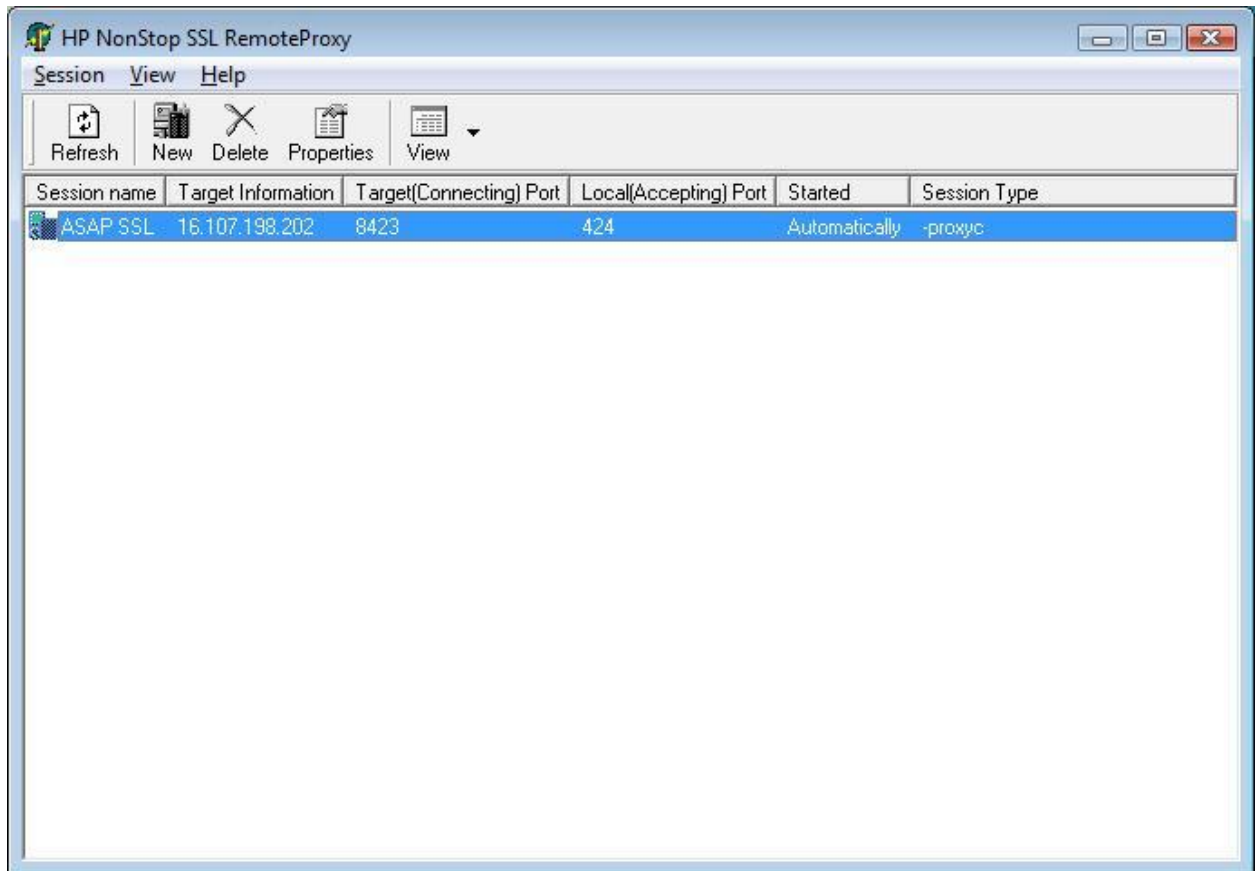 HP NonStop SSL RemoteProxy
Session View Help
Refresh New Delete Properties View
Session name Target Information Target(Connecting) Port Local(Accepting) Port Started Session Type
ASAP SSL 16.107.198.202 8423 424 Automatically -proxyc